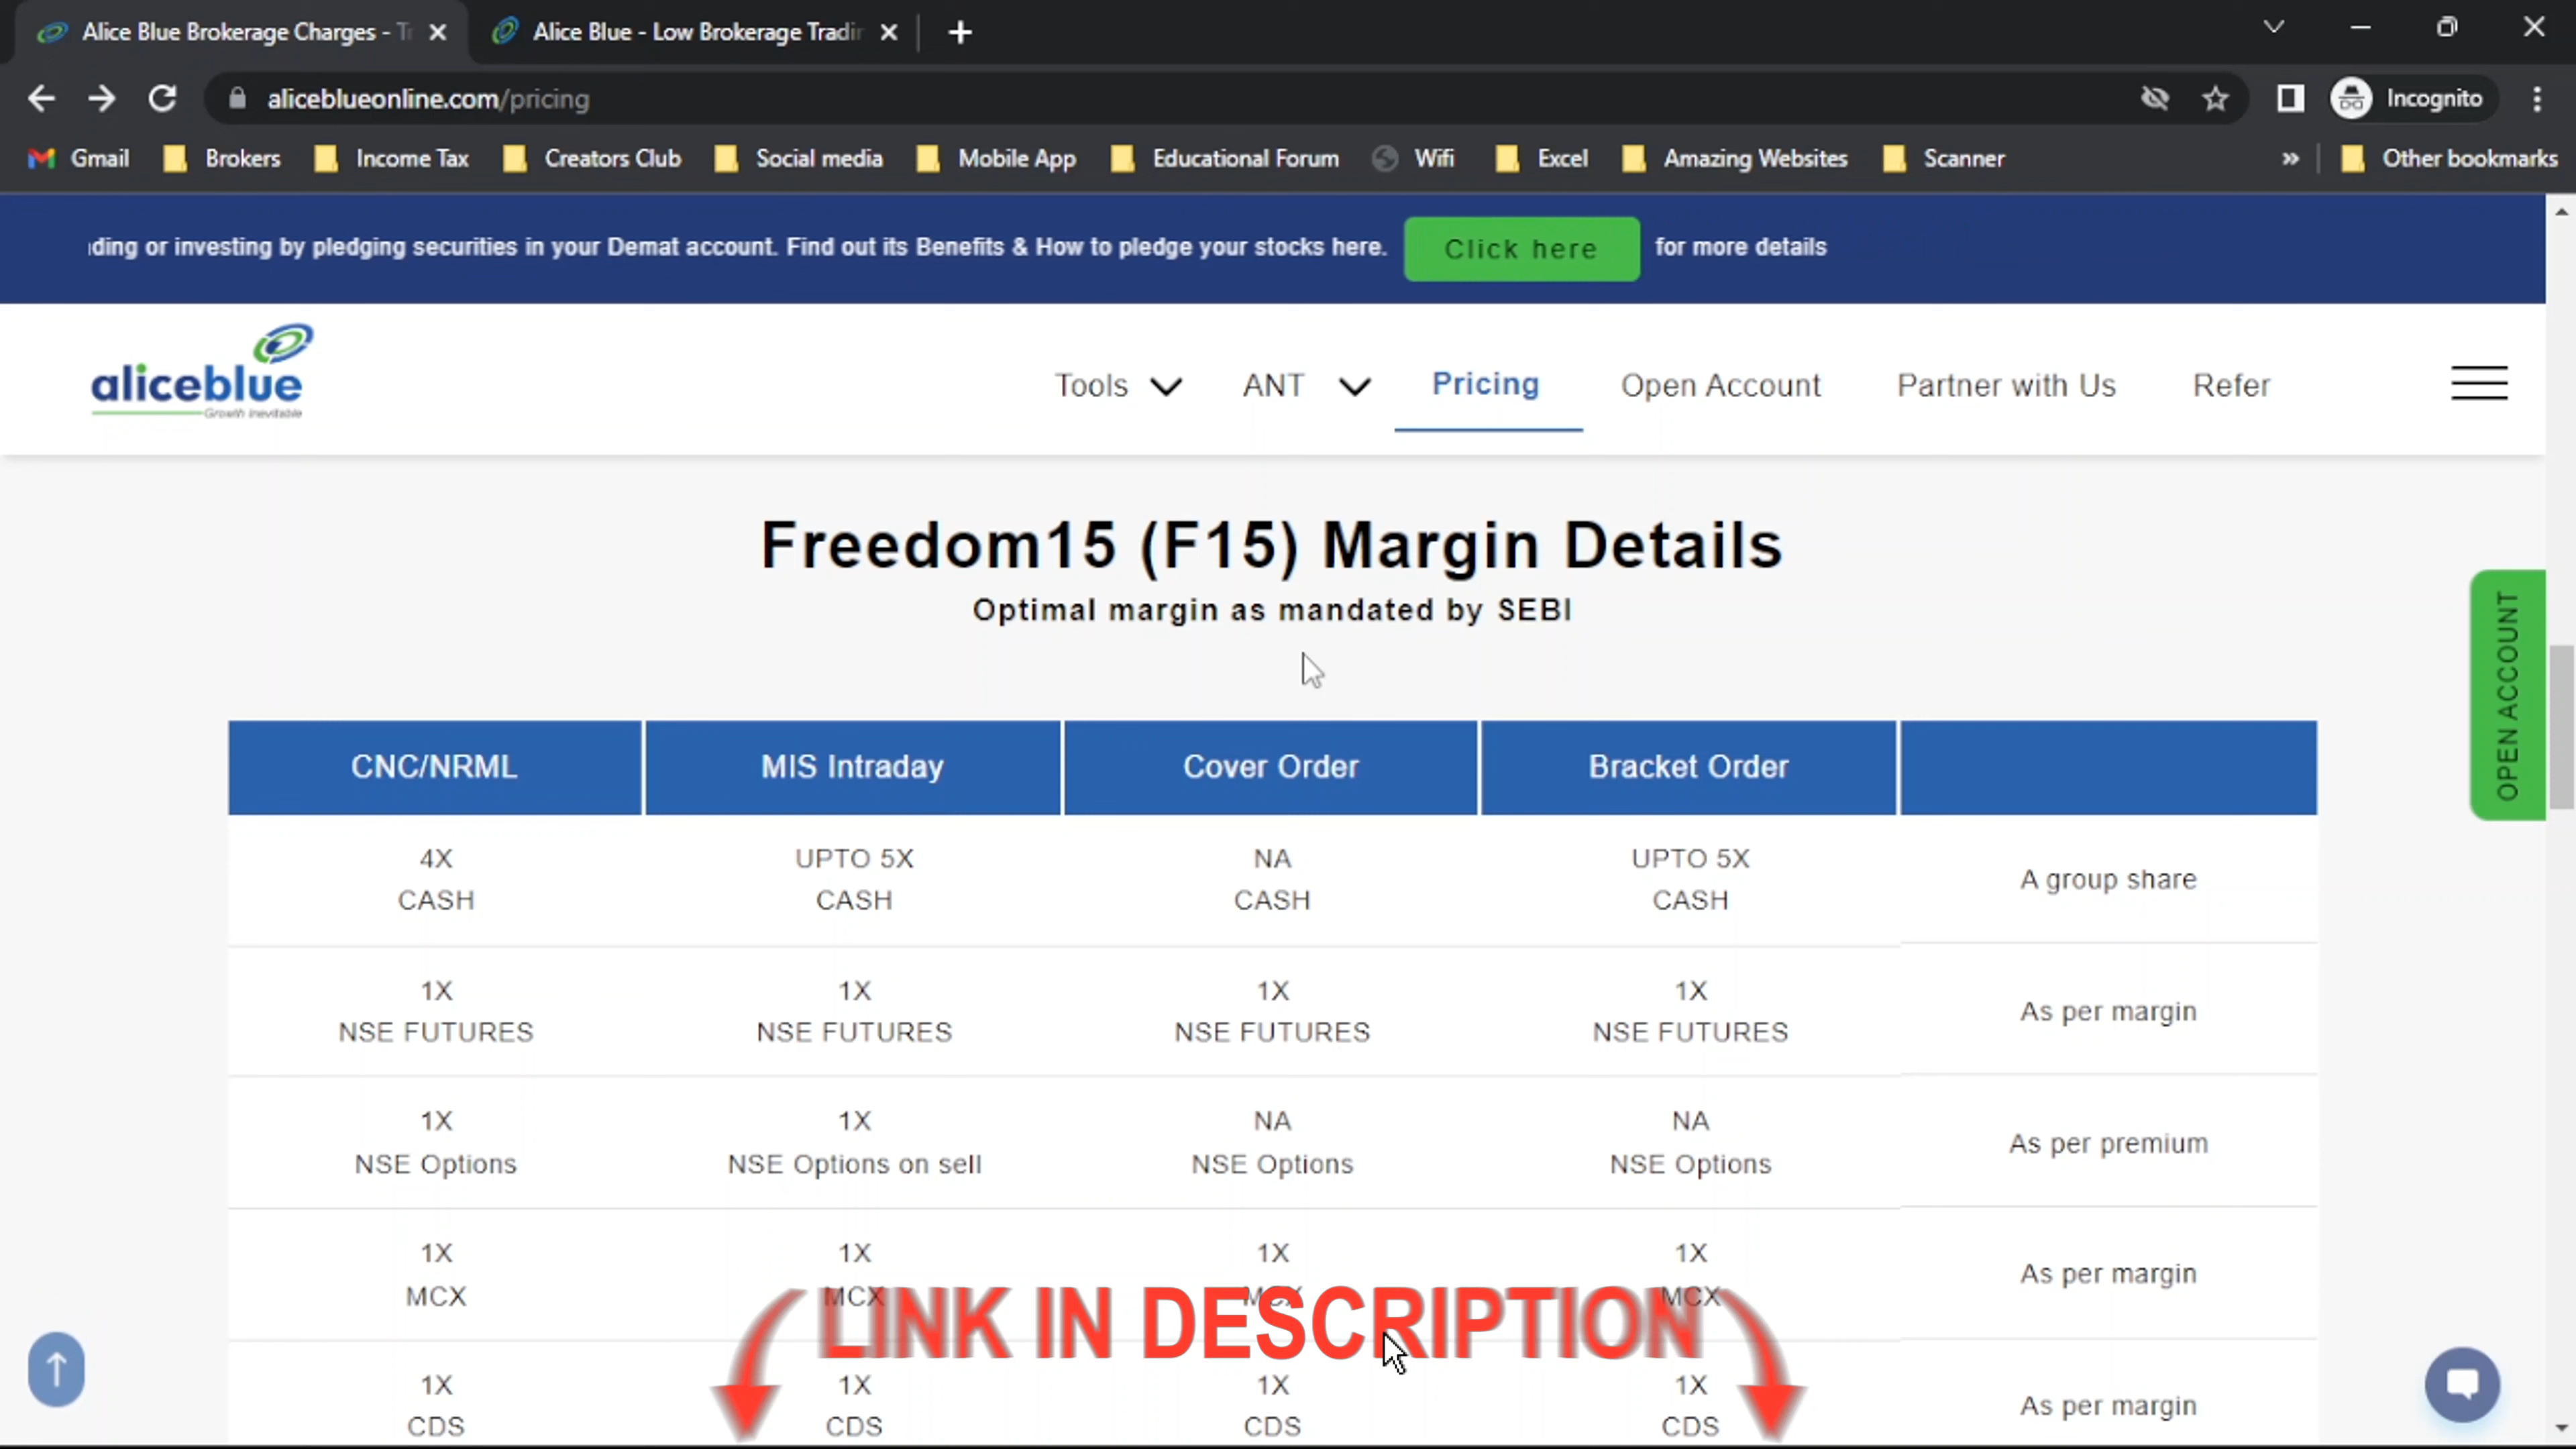 Alice Blue Brokerage Charges - Tr
Alice Blue - Low Brokerage Tradin
aliceblueonline.com/pricing
Incognito
Gmail
Brokers
Income Tax
Creators Club
Social media
Mobile App
Educational Forum
Wifi
Excel
Amazing Websites
Scanner
»
Other bookmarks
ding or investing by pledging securities in your Demat account. Find out its Benefits & How to pledge your stocks here. Click here for more details
aliceblue
Growth Inevitable
Tools
ANT
Pricing
Open Account
Partner with Us
Refer
Freedom15 (F15) Margin Details
Optimal margin as mandated by SEBI
OPEN ACCOUNT
CNC/NRML MIS Intraday Cover Order Bracket Order
4X UPTO 5X NA UPTO 5X
CASH CASH CASH CASH A group share
1X 1X 1X 1X
NSE FUTURES NSE FUTURES NSE FUTURES NSE FUTURES As per margin
1X 1X NA NA
NSE Options NSE Options on sell NSE Options NSE Options As per premium
1X 1X 1X 1X
MCX MCX MCX MCX As per margin
LINK IN DESCRIPTION
1X 1X 1X 1X
CDS CDS CDS CDS As per margin